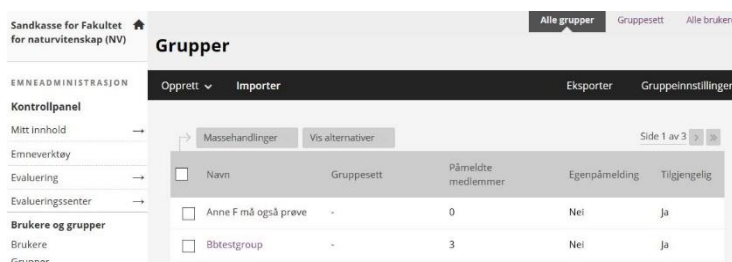 Sandkasse for Fakultet
for naturvitenskap (NV)
EMNEADMINISTRASJON
Kontrollpanel
Mitt innhold
Emneverktøy
Evaluering
Evalueringssenter
Brukere og grupper
Brukere
Grupper
Alle grupper Gruppesett Alle brukere
Grupper
Opprett Importer Eksporter Gruppeinnstillinger
Massehandlinger Vis alternativer Side 1 av 3
Navn Gruppesett Påmeldte medlemmer Egenpåmelding Tilgjengelig
Anne F må også prøve - 0 Nei Ja
Bbtestgroup - 3 Nei Ja